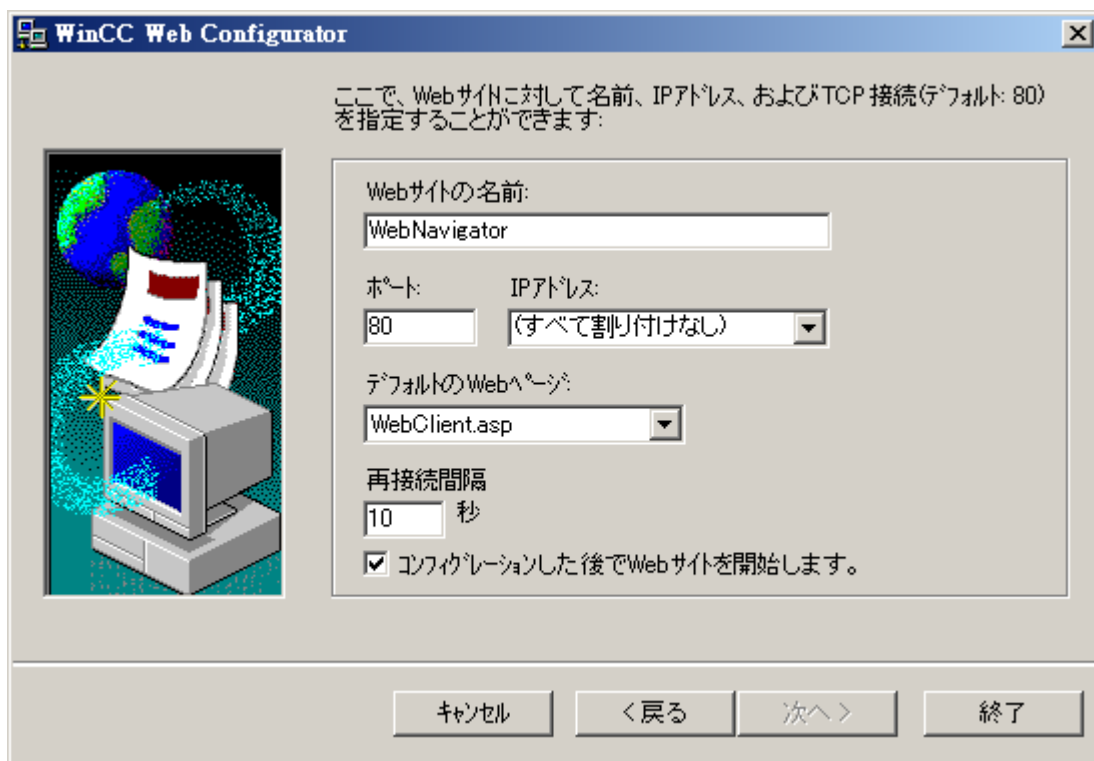 WinCC Web Configurator
ここで、Webｻｲﾄに対して名前、IPｱﾄﾞﾚｽ、およびTCP 接続(ﾃﾞﾌｫﾙﾄ: 80)
を指定することができます:
Webｻｲﾄの名前:
WebNavigator
ﾎﾟｰﾄ: IPｱﾄﾞﾚｽ:
80 (すべて割り付けなし)
ﾃﾞﾌｫﾙﾄのWebﾍﾟｰｼﾞ:
WebClient.asp
再接続間隔
10 秒
ｺﾝﾌｨｸﾞﾚｰｼｮﾝした後でWebｻｲﾄを開始します。
ｷｬﾝｾﾙ < 戻る 次へ > 終了